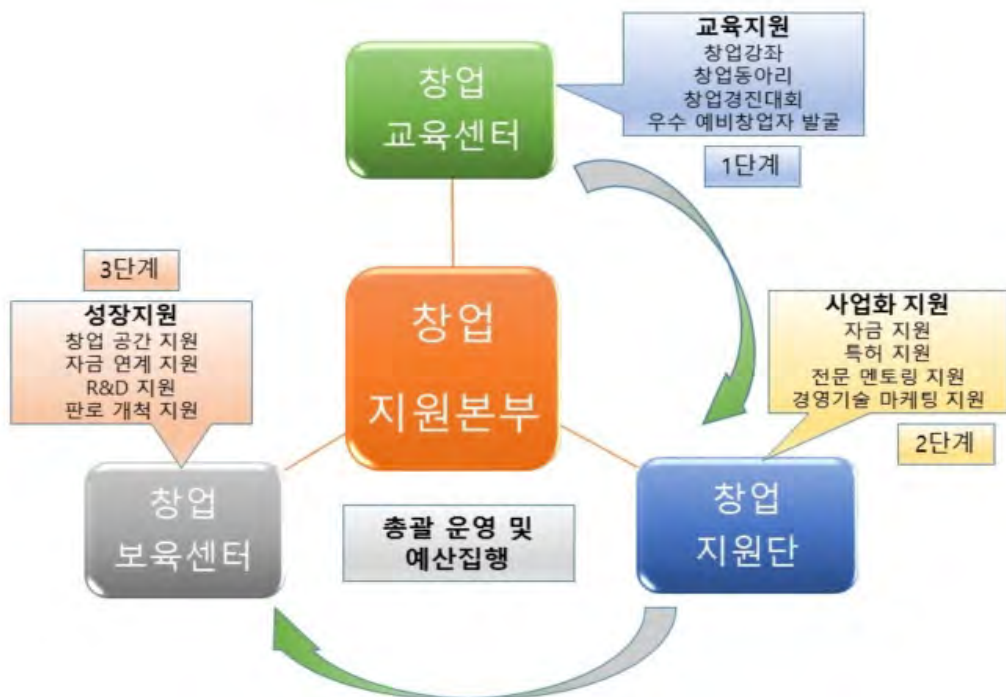 교육지원
창업강좌
창업동아리
창업경진대회
우수 예비창업자 발굴
1단계
창업
교육센터
3단계
성장지원
창업 공간 지원
자금 연계 지원
R&D 지원
판로 개척 지원
창업
지원본부
사업화 지원
자금 지원
특허 지원
전문 멘토링 지원
경영기술 마케팅 지원
2단계
창업
보육센터
총괄 운영 및
예산집행
창업
지원단